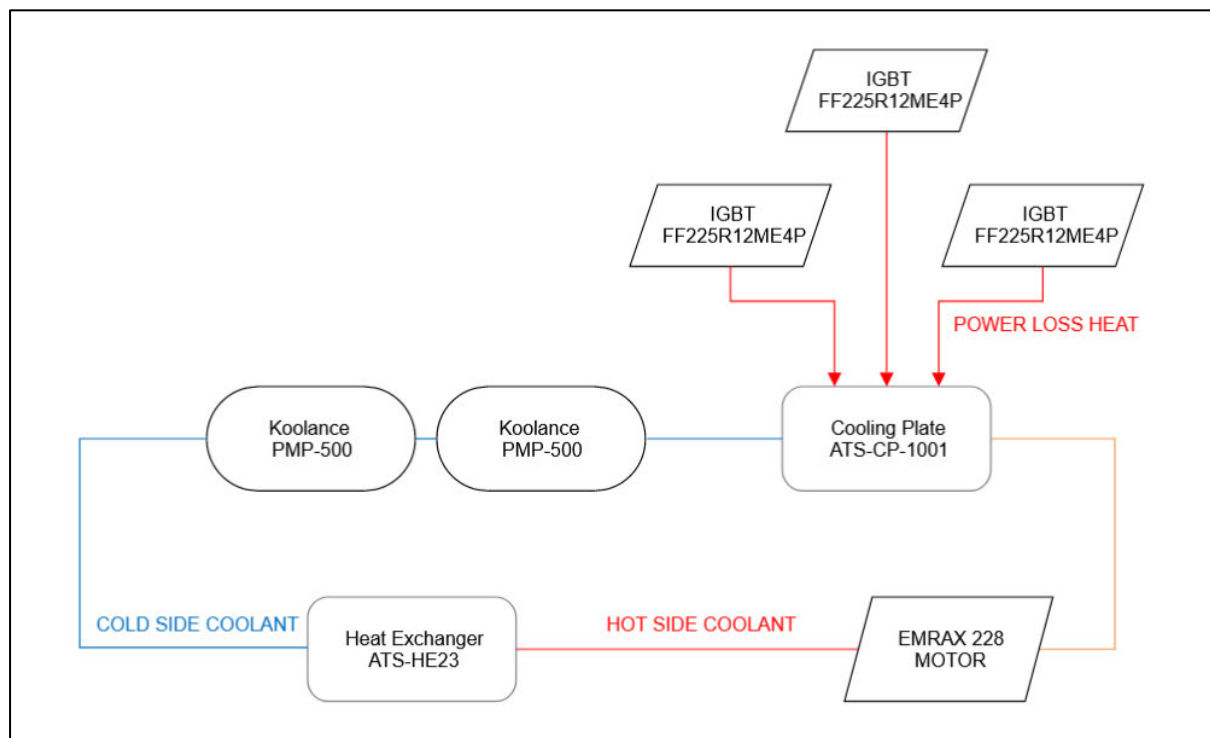 IGBT
FF225R12ME4P
IGBT
FF225R12ME4P
IGBT
FF225R12ME4P
POWER LOSS HEAT
Koolance
PMP-500
Koolance
PMP-500
Cooling Plate
ATS-CP-1001
COLD SIDE COOLANT
Heat Exchanger
ATS-HE23
HOT SIDE COOLANT
EMRAX 228
MOTOR